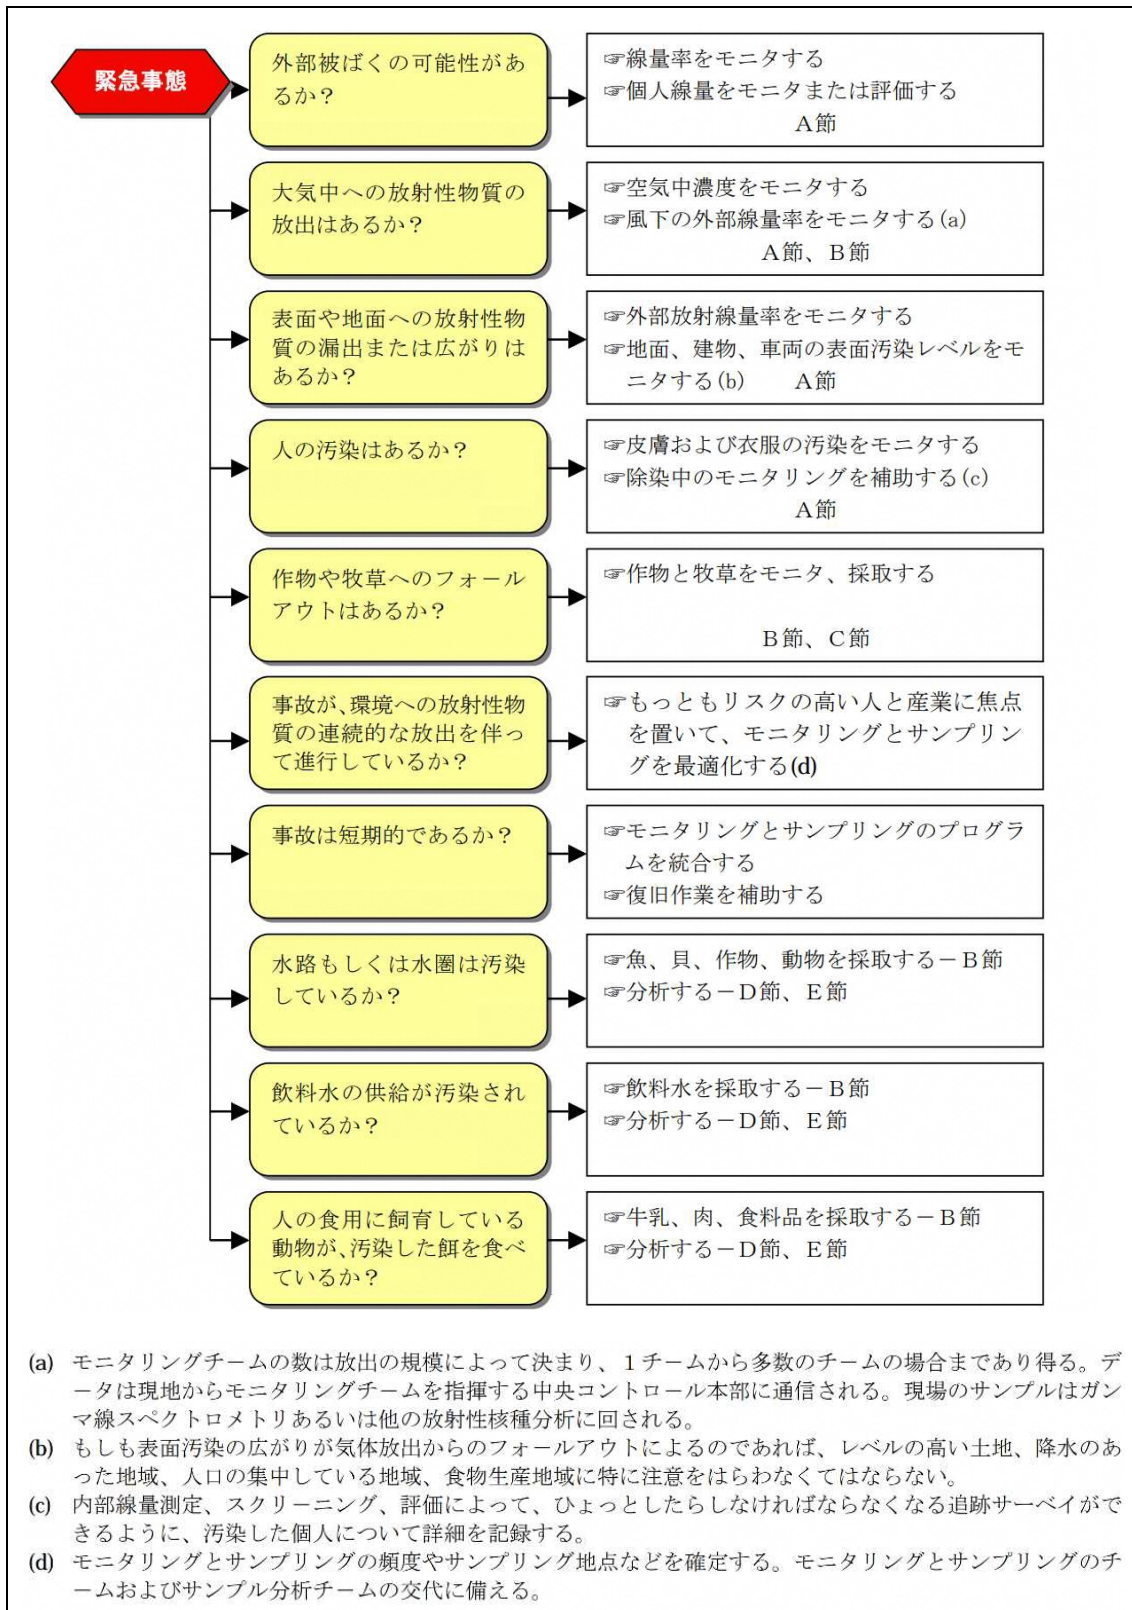 緊急事態
外部被ばくの可能性があ
るか？
☞線量率をモニタする
☞個人線量をモニタまたは評価する
Ａ節
大気中への放射性物質の
放出はあるか？
☞空気中濃度をモニタする
☞風下の外部線量率をモニタする(a)
Ａ節、Ｂ節
表面や地面への放射性物
質の漏出または広がりは
あるか？
☞外部放射線量率をモニタする
☞地面、建物、車両の表面汚染レベルをモ
ニタする(b)　　Ａ節
人の汚染はあるか？
☞皮膚および衣服の汚染をモニタする
☞除染中のモニタリングを補助する(c)
Ａ節
作物や牧草へのフォール
アウトはあるか？
☞作物と牧草をモニタ、採取する
Ｂ節、Ｃ節
事故が、環境への放射性物
質の連続的な放出を伴っ
て進行しているか？
☞もっともリスクの高い人と産業に焦点
を置いて、モニタリングとサンプリン
グを最適化する(d)
事故は短期的であるか？
☞モニタリングとサンプリングのプログラ
ムを統合する
☞復旧作業を補助する
水路もしくは水圏は汚染
しているか？
☞魚、貝、作物、動物を採取する－Ｂ節
☞分析する－Ｄ節、Ｅ節
飲料水の供給が汚染され
ているか？
☞飲料水を採取する－Ｂ節
☞分析する－Ｄ節、Ｅ節
人の食用に飼育している
動物が、汚染した餌を食べ
ているか？
☞牛乳、肉、食料品を採取する－Ｂ節
☞分析する－Ｄ節、Ｅ節
(a) モニタリングチームの数は放出の規模によって決まり、１チームから多数のチームの場合まであり得る。デ
ータは現地からモニタリングチームを指揮する中央コントロール本部に通信される。現場のサンプルはガン
マ線スペクトロメトリあるいは他の放射性核種分析に回される。
(b) もしも表面汚染の広がりが気体放出からのフォールアウトによるのであれば、レベルの高い土地、降水のあ
った地域、人口の集中している地域、食物生産地域に特に注意をはらわなくてはならない。
(c) 内部線量測定、スクリーニング、評価によって、ひょっとしたらしなければならなくなる追跡サーベイがで
きるように、汚染した個人について詳細を記録する。
(d) モニタリングとサンプリングの頻度やサンプリング地点などを確定する。モニタリングとサンプリングのチ
ームおよびサンプル分析チームの交代に備える。